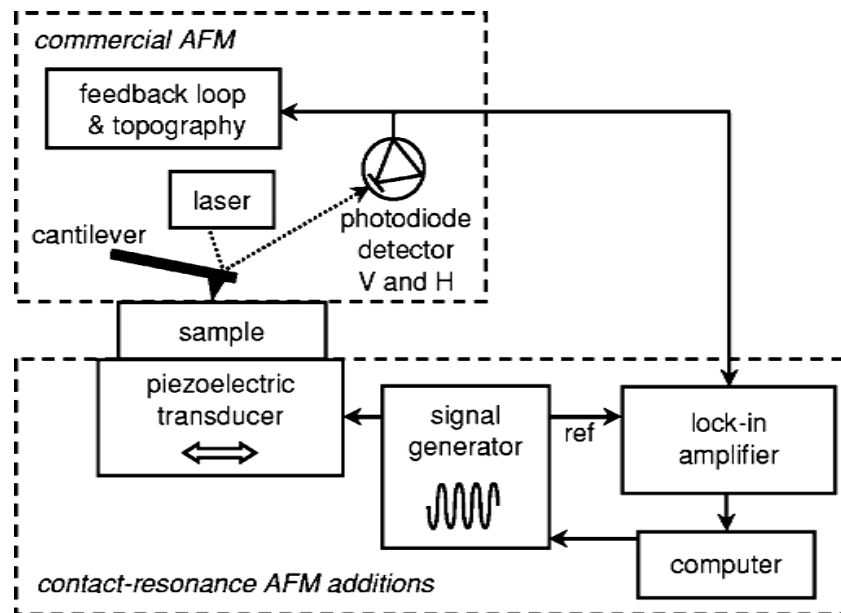 commercial AFM
feedback loop
& topography
laser
cantilever
photodiode
detector
V and H
sample
piezoelectric
transducer
signal
generator
ref
lock-in
amplifier
computer
contact-resonance AFM additions